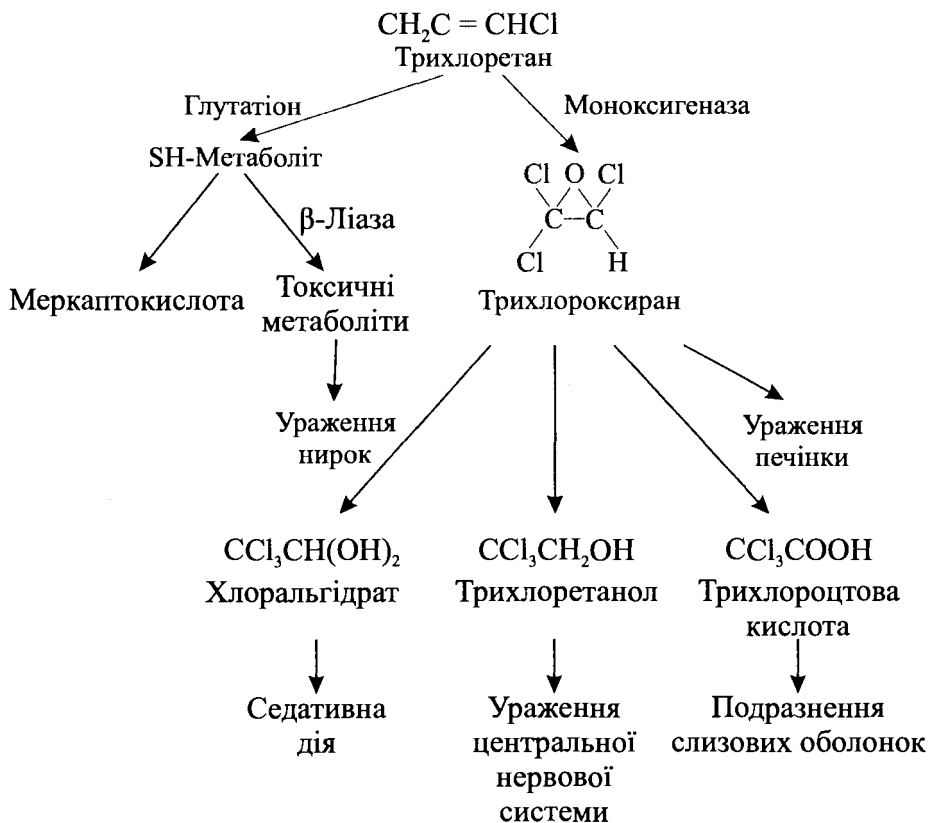 CH₂C = CHCl
Трихлоретан
Глутатіон
Моноксигеназа
SH-Метаболіт
Cl O Cl
C–C
Cl H
β-Ліаза
Меркаптокислота
Токсичні
метаболіти
Трихлороксиран
Ураження
нирок
Ураження
печінки
CCl₃CH(OH)₂
Хлоральгідрат
CCl₃CH₂OH
Трихлоретанол
CCl₃COOH
Трихлороцтова
кислота
Седативна
дія
Ураження
центральної
нервової
системи
Подразнення
слизових оболонок